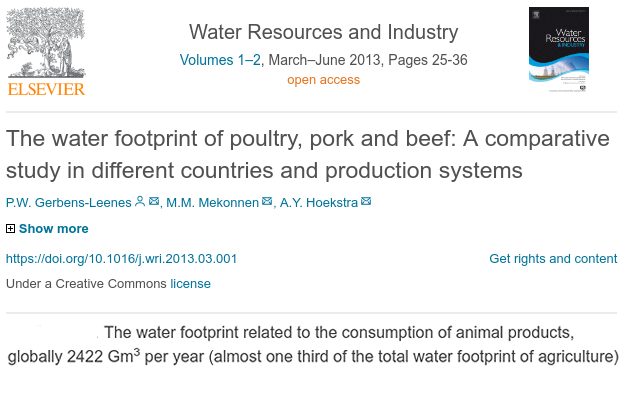 Water Resources and Industry
Volumes 1–2, March–June 2013, Pages 25-36
open access
ELSEVIER
Water
Resources
& INDUSTRY
The water footprint of poultry, pork and beef: A comparative
study in different countries and production systems
P.W. Gerbens-Leenes, M.M. Mekonnen, A.Y. Hoekstra
Show more
https://doi.org/10.1016/j.wri.2013.03.001
Get rights and content
Under a Creative Commons license
The water footprint related to the consumption of animal products,
globally 2422 Gm³ per year (almost one third of the total water footprint of agriculture)